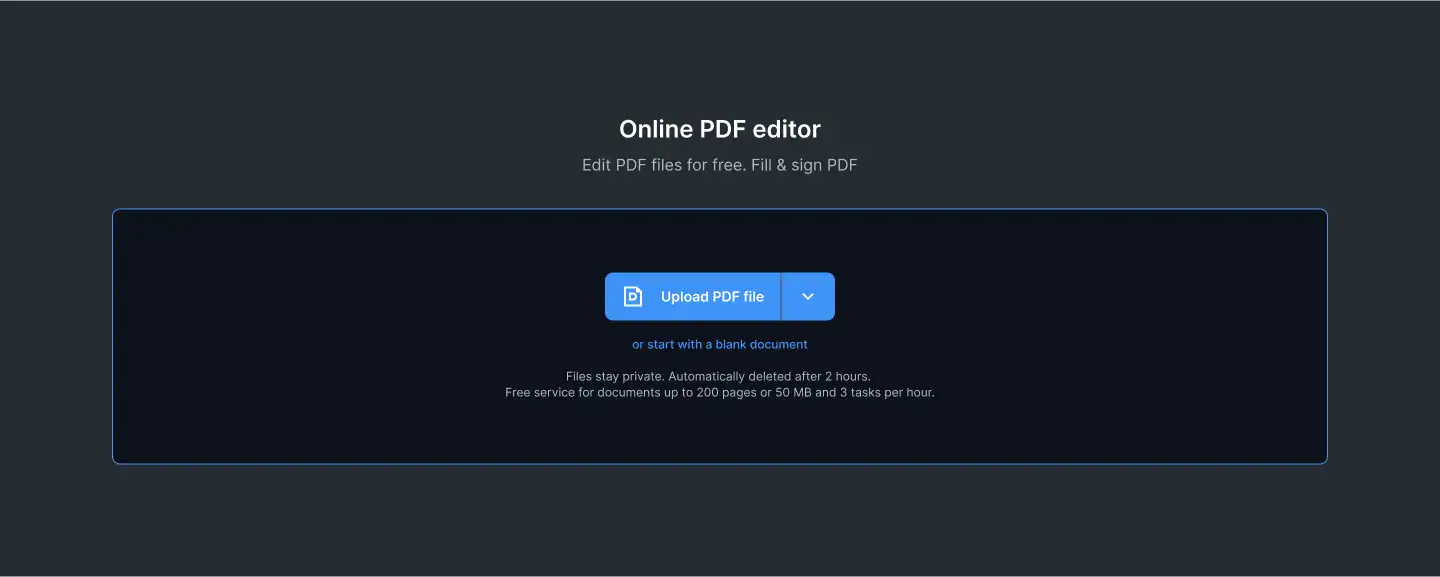 Online PDF editor
Edit PDF files for free. Fill & sign PDF
Upload PDF file
or start with a blank document
Files stay private. Automatically deleted after 2 hours.
Free service for documents up to 200 pages or 50 MB and 3 tasks per hour.